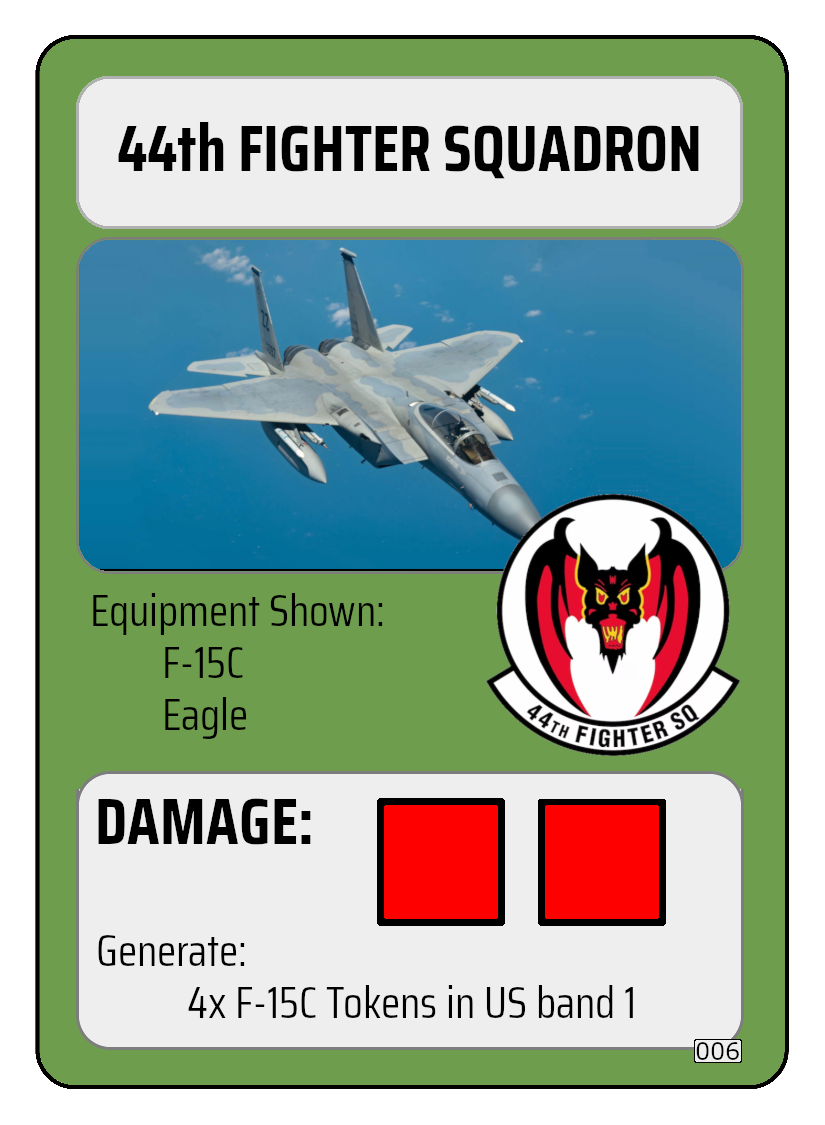 44th FIGHTER SQUADRON
Equipment Shown:
F-15C
Eagle
44TH FIGHTER SQ
DAMAGE:
Generate:
4x F-15C Tokens in US band 1
006